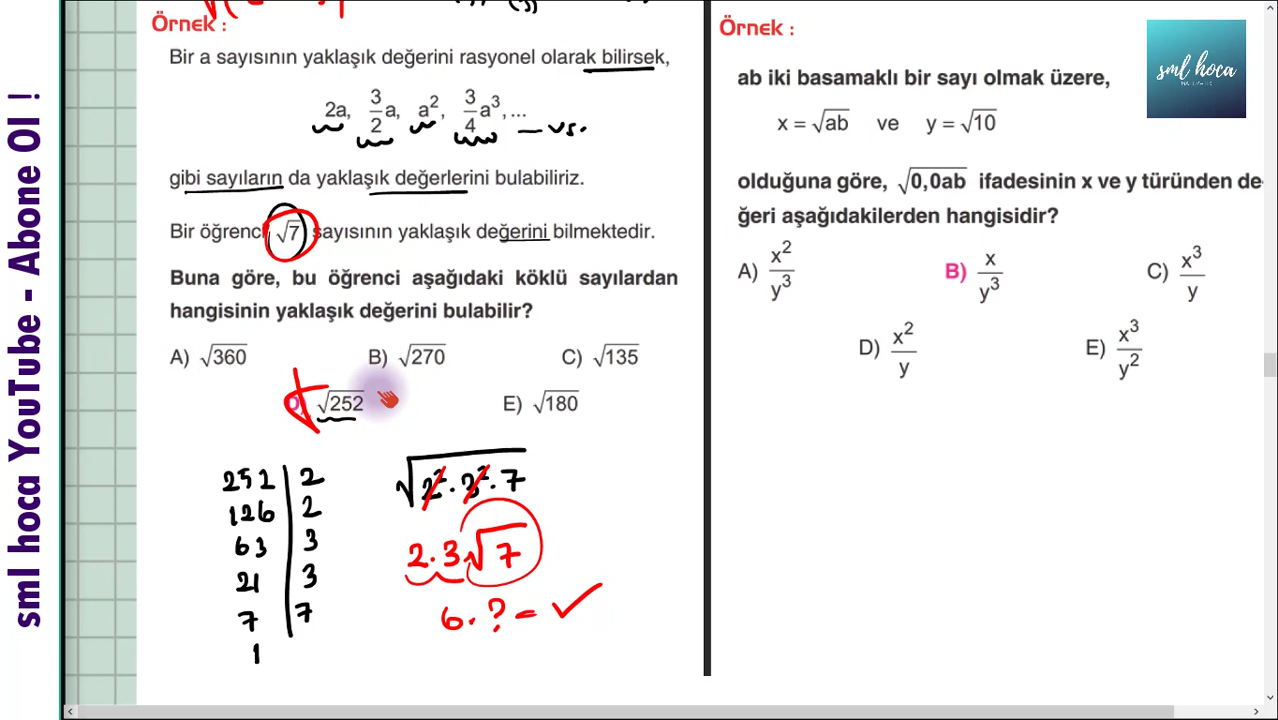 sml hoca YouTube - Abone Ol !
Örnek :
Bir a sayısının yaklaşık değerini rasyonel olarak bilirsek,
2a, 3/2 a, a², 3/4 a³, ... vs.
gibi sayıların da yaklaşık değerlerini bulabiliriz.
Bir öğrenci √7 sayısının yaklaşık değerini bilmektedir.
Buna göre, bu öğrenci aşağıdaki köklü sayılardan
hangisinin yaklaşık değerini bulabilir?
A) √360 B) √270 C) √135
D) √252 E) √180
252 | 2
126 | 2
63 | 3
21 | 3
7 | 7
1
√2².3².7
2.3√7
6.? = ✓
Örnek :
sml hoca
ab iki basamaklı bir sayı olmak üzere,
x = √ab ve y = √10
olduğuna göre, √0,0ab ifadesinin x ve y türünden de-
ğeri aşağıdakilerden hangisidir?
A) x²/y³ B) x/y³ C) x³/y
D) x²/y E) x³/y²